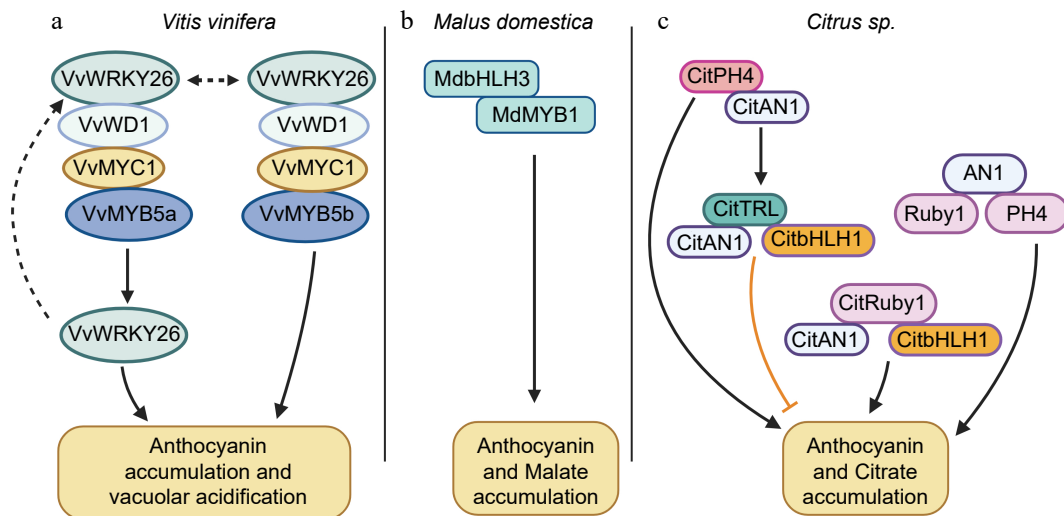 a
Vitis vinifera
VvWRKY26
VvWRKY26
VvWD1
VvWD1
VvMYC1
VvMYC1
VvMYB5a
VvMYB5b
VvWRKY26
Anthocyanin
accumulation and
vacuolar acidification
b
Malus domestica
MdbHLH3
MdMYB1
Anthocyanin
and Malate
accumulation
c
Citrus sp.
CitPH4
CitAN1
CitTRL
CitAN1
CitbHLH1
AN1
Ruby1
PH4
CitRuby1
CitAN1
CitbHLH1
Anthocyanin
and Citrate
accumulation